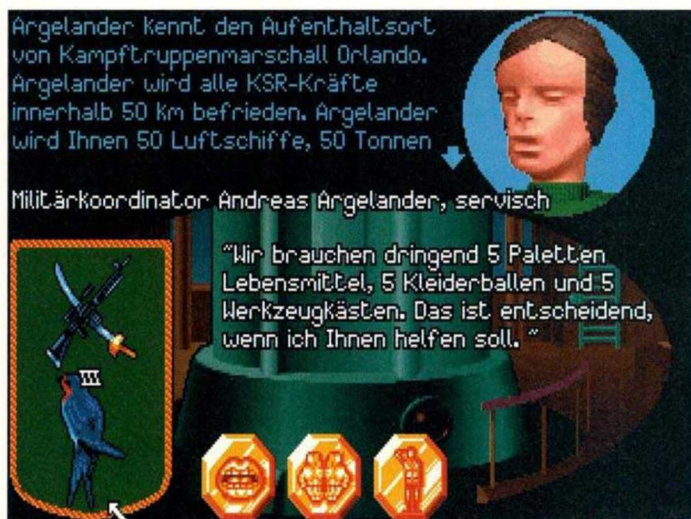 Argelander kennt den Aufenthaltsort
von Kampftruppenmarschall Orlando.
Argelander wird alle KSR-Kräfte
innerhalb 50 km befrieden. Argelander
wird Ihnen 50 Luftschiffe, 50 Tonnen
Militärkoordinator Andreas Argelander, servisch
"Wir brauchen dringend 5 Paletten
Lebensmittel, 5 Kleiderballen und 5
Werkzeugkästen. Das ist entscheidend,
wenn ich Ihnen helfen soll. "